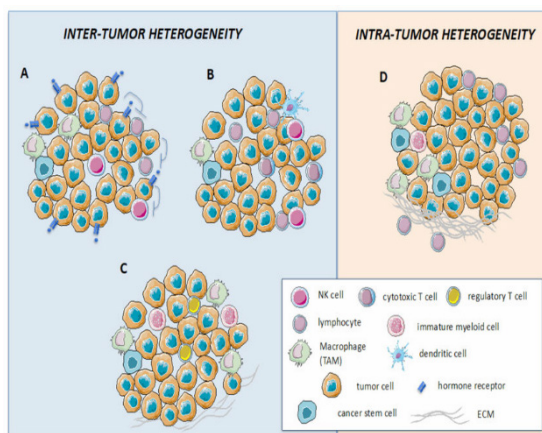 INTER-TUMOR HETEROGENEITY
INTRA-TUMOR HETEROGENEITY
A
B
D
C
NK cell
cytotoxic T cell
regulatory T cell
lymphocyte
immature myeloid cell
Macrophage
(TAM)
dendritic cell
tumor cell
hormone receptor
cancer stem cell
ECM